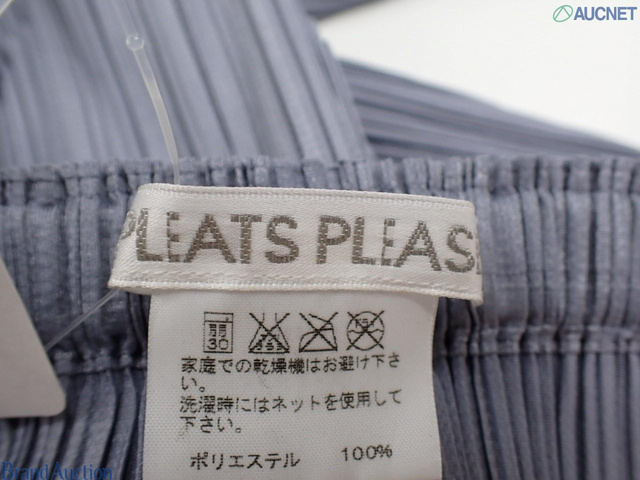 AUCNET
PLEATS PLEASE
30
家庭での乾燥機はお避け下さ
い。
洗濯時にはネットを使用して
下さい。
ポリエステル 100%
Brand Auction